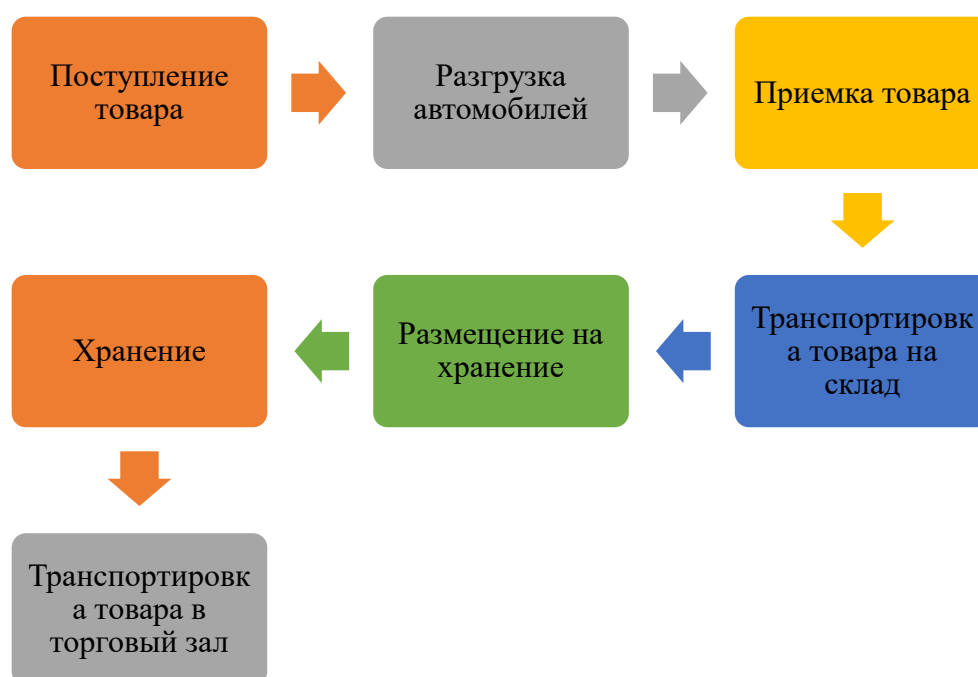 Поступление
товара
Разгрузка
автомобилей
Приемка товара
Транспортировк
а товара на
склад
Размещение на
хранение
Хранение
Транспортировк
а товара в
торговый зал